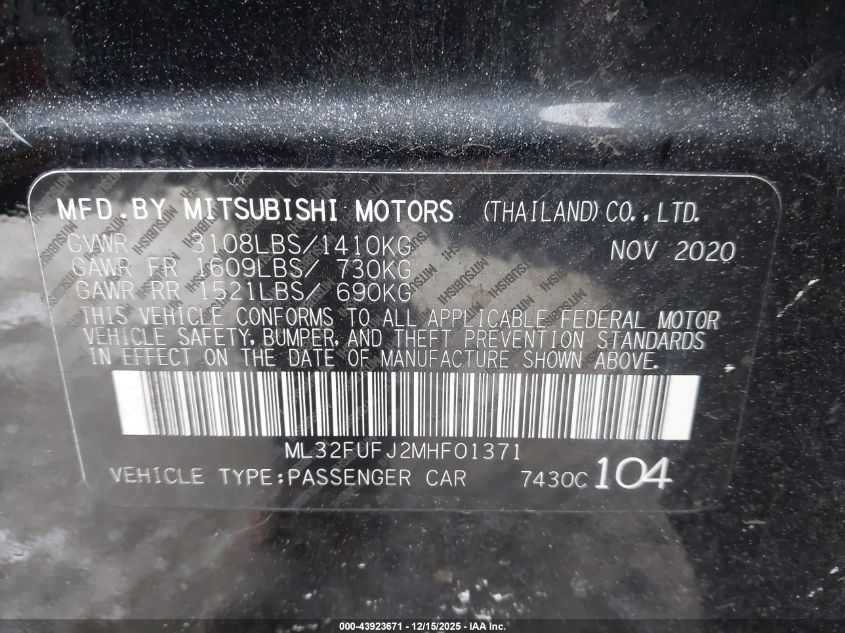 MFD.BY MITSUBISHI MOTORS (THAILAND) CO., LTD.
GVWR 3108LBS/1410KG NOV 2020
GAWR FR 1609LBS/ 730KG
GAWR RR 1521LBS/ 690KG
THIS VEHICLE CONFORMS TO ALL APPLICABLE FEDERAL MOTOR
VEHICLE SAFETY, BUMPER, AND THEFT PREVENTION STANDARDS
IN EFFECT ON THE DATE OF MANUFACTURE SHOWN ABOVE.
ML32FUFJ2MHF01371
VEHICLE TYPE:PASSENGER CAR 7430C 104
000-43923671 - 12/15/2025 - IAA Inc.